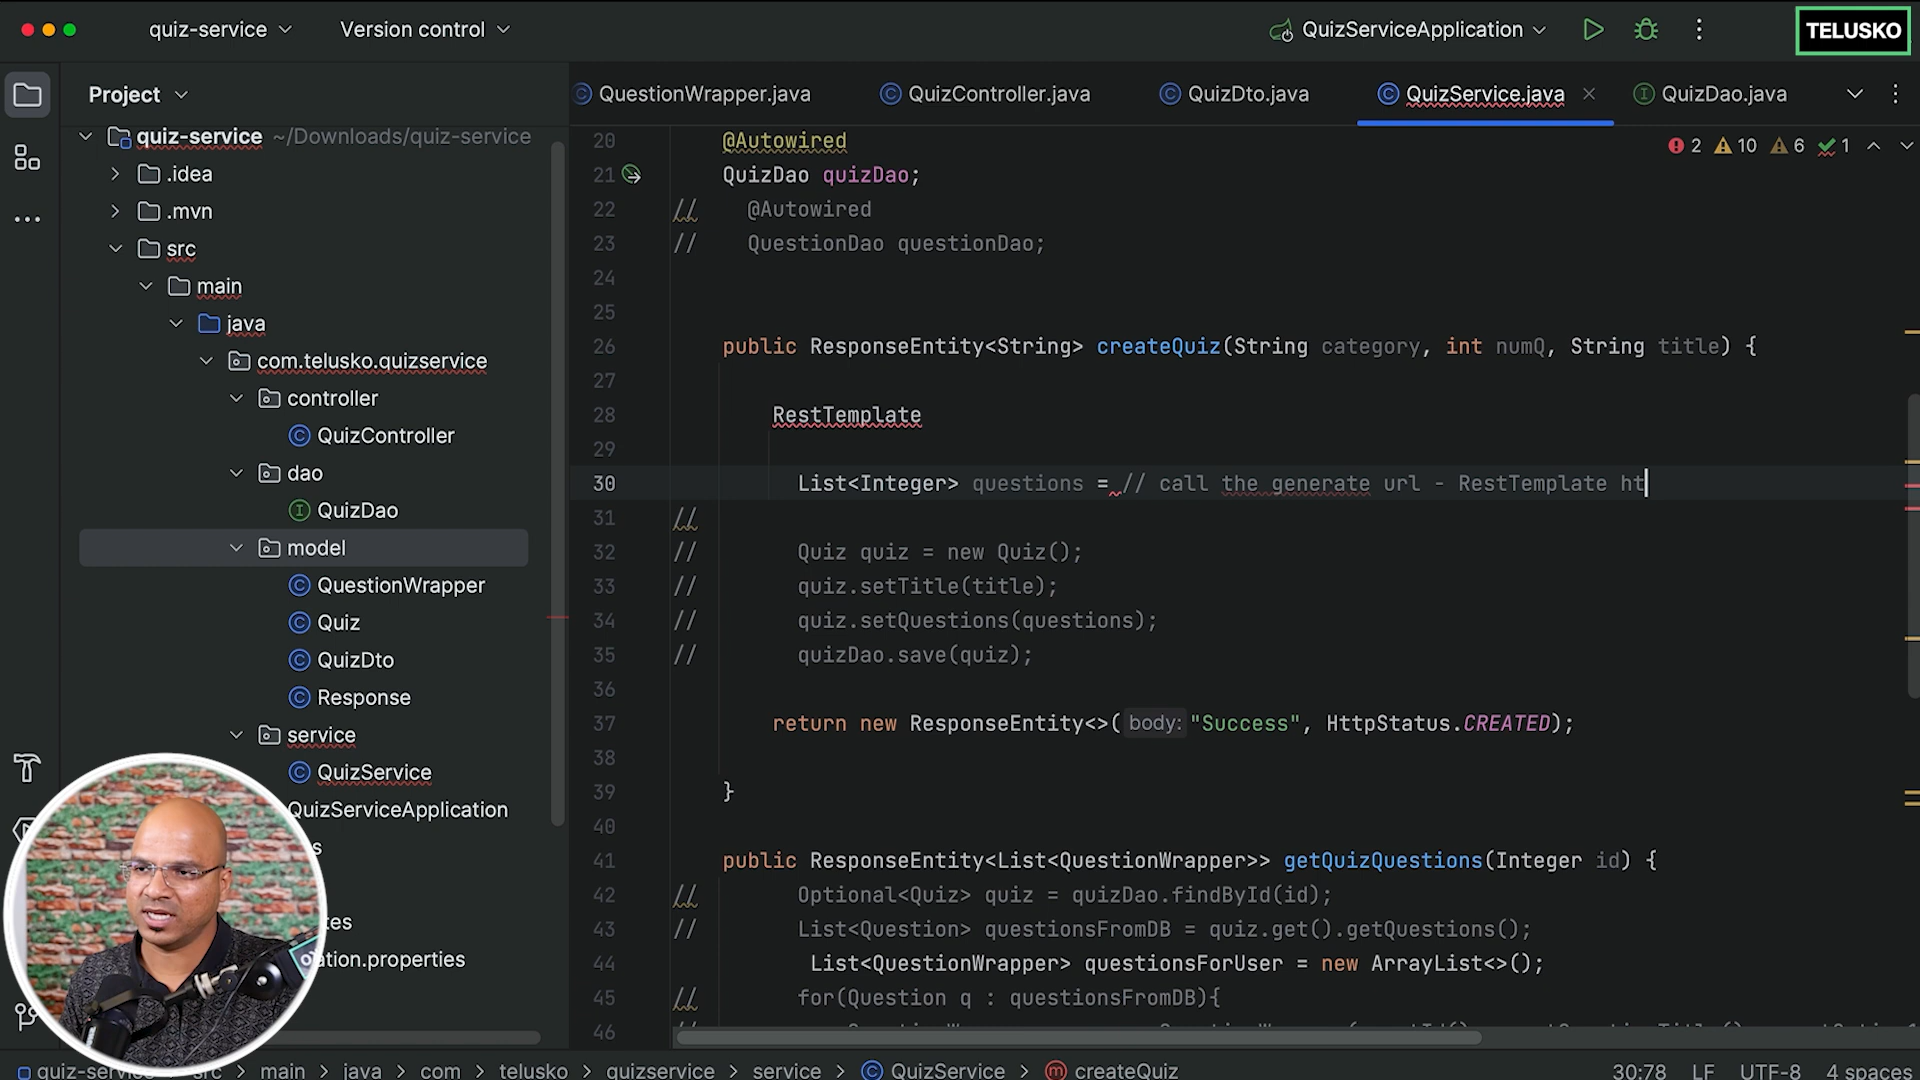 quiz-service
Version control
QuizServiceApplication
TELUSKO
Project
QuestionWrapper.java
QuizController.java
QuizDto.java
QuizService.java
QuizDao.java
quiz-service ~/Downloads/quiz-service
.idea
.mvn
src
main
java
com.telusko.quizservice
controller
QuizController
dao
QuizDao
model
QuestionWrapper
Quiz
QuizDto
Response
service
QuizService
QuizServiceApplication
ation.properties
2 10 6 1
20 @Autowired
21 QuizDao quizDao;
22 // @Autowired
23 // QuestionDao questionDao;
24
25
26 public ResponseEntity<String> createQuiz(String category, int numQ, String title) {
27
28 RestTemplate
29
30 List<Integer> questions = // call the generate url - RestTemplate ht
31 //
32 // Quiz quiz = new Quiz();
33 // quiz.setTitle(title);
34 // quiz.setQuestions(questions);
35 // quizDao.save(quiz);
36
37 return new ResponseEntity<>( body: "Success", HttpStatus.CREATED);
38
39 }
40
41 public ResponseEntity<List<QuestionWrapper>> getQuizQuestions(Integer id) {
42 // Optional<Quiz> quiz = quizDao.findById(id);
43 // List<Question> questionsFromDB = quiz.get().getQuestions();
44 List<QuestionWrapper> questionsForUser = new ArrayList<>();
45 // for(Question q : questionsFromDB){
46
quiz-serv > src > main > java > com > telusko > quizservice > service > QuizService > createQuiz
30:78 LF UTF-8 4 spaces